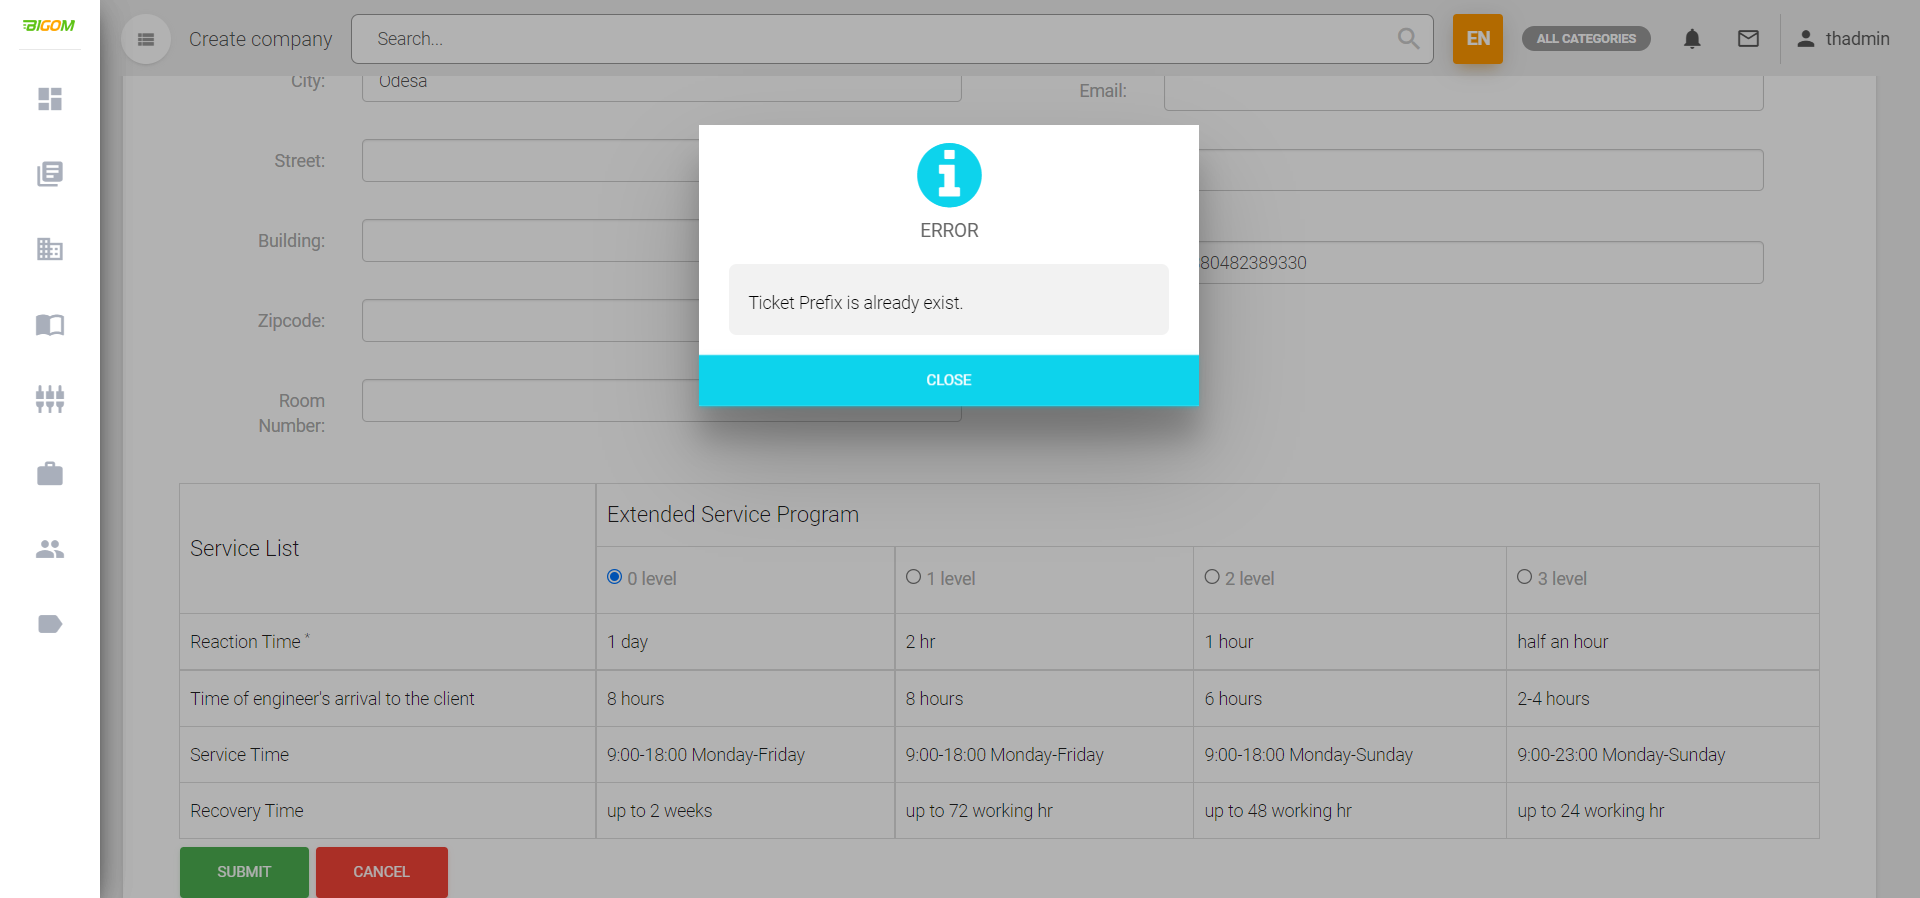 BIGOM
Create company
Search...
EN
ALL CATEGORIES
thadmin
City:
Odesa
Email:
Street:
Building:
80482389330
Zipcode:
Room
Number:
ERROR
Ticket Prefix is already exist.
CLOSE
Service List
Extended Service Program
0 level
1 level
2 level
3 level
Reaction Time *
1 day
2 hr
1 hour
half an hour
Time of engineer's arrival to the client
8 hours
8 hours
6 hours
2-4 hours
Service Time
9:00-18:00 Monday-Friday
9:00-18:00 Monday-Friday
9:00-18:00 Monday-Sunday
9:00-23:00 Monday-Sunday
Recovery Time
up to 2 weeks
up to 72 working hr
up to 48 working hr
up to 24 working hr
SUBMIT
CANCEL